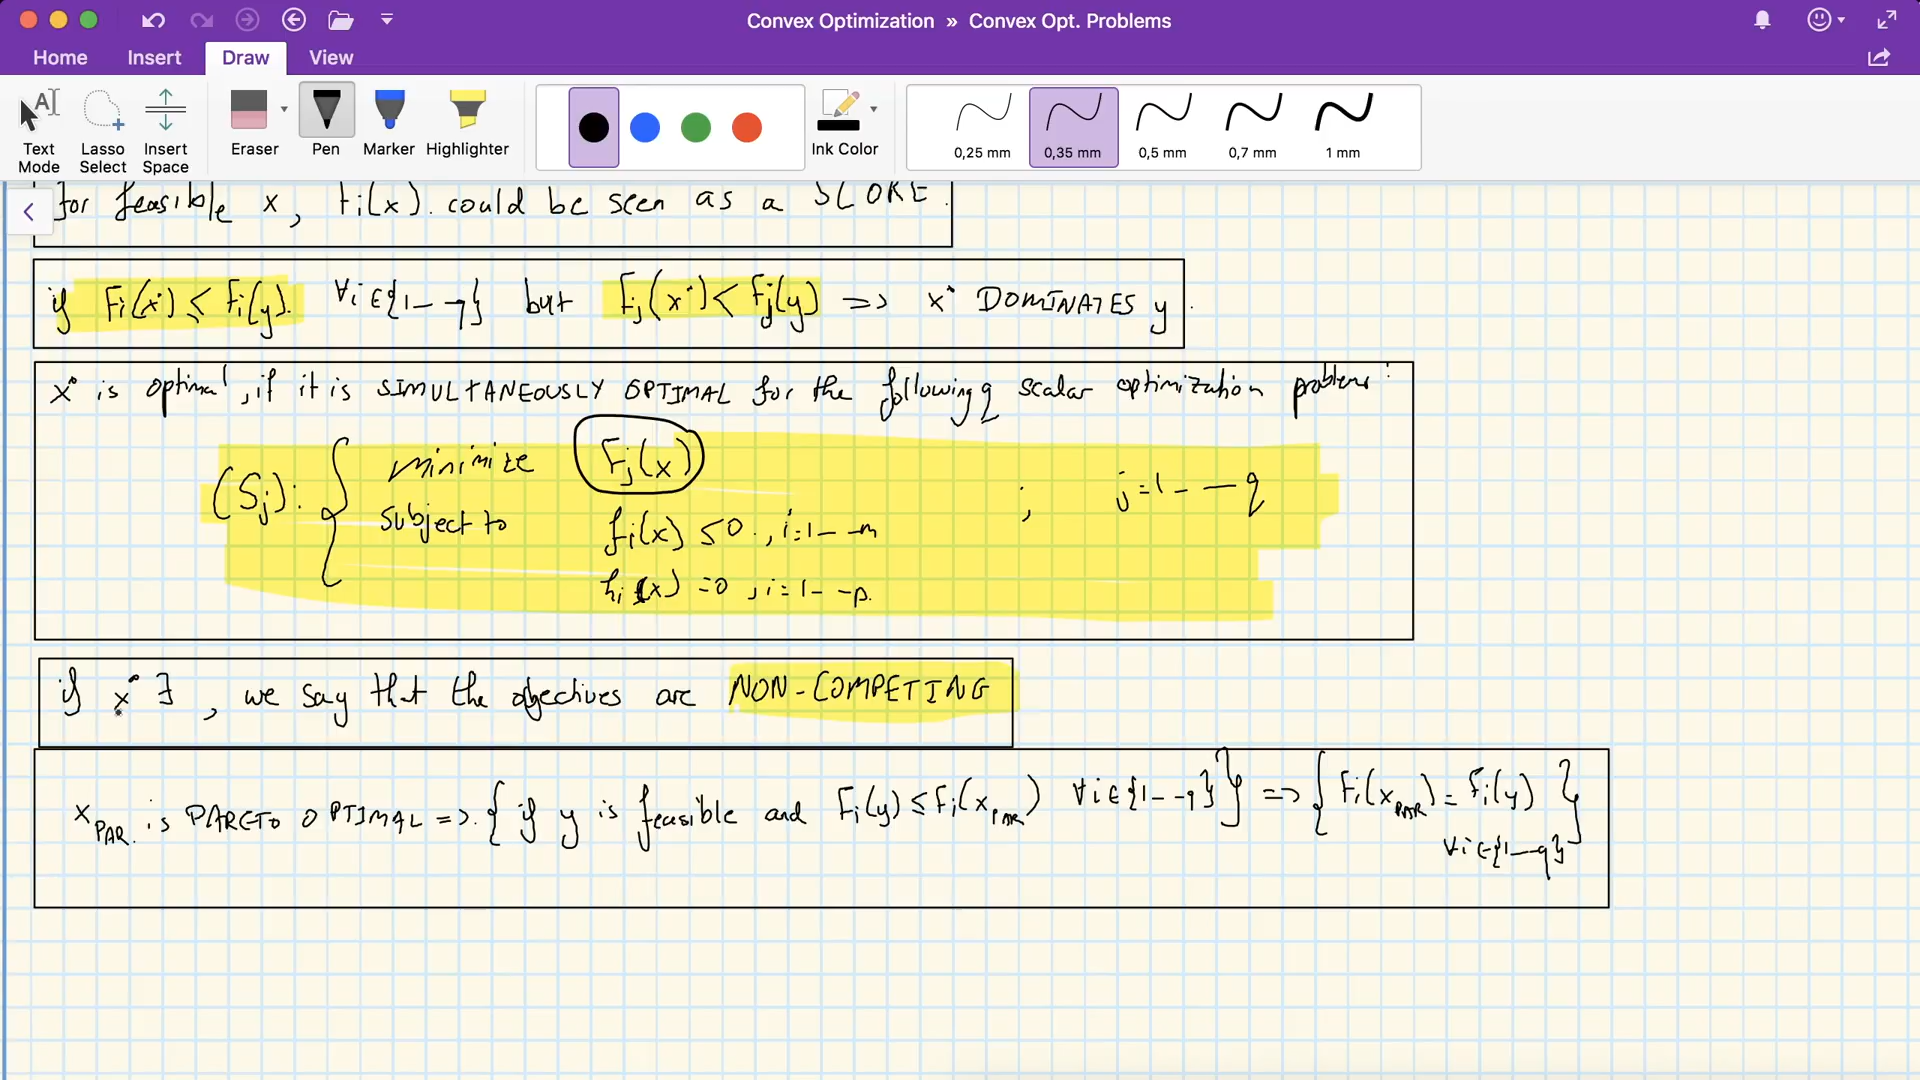 Convex Optimization » Convex Opt. Problems
Home Insert Draw View
Text Mode
Lasso Select
Insert Space
Eraser
Pen
Marker
Highlighter
Ink Color
0,25 mm
0,35 mm
0,5 mm
0,7 mm
1 mm
for feasible x, Fi(x). could be seen as a SCORE.
if Fi(x*) ≤ Fi(y). ∀i∈{1--q} but Fj(x*) < Fj(y) => x* DOMINATES y.
x* is optimal, if it is SIMULTANEOUSLY OPTIMAL for the following q scalar optimization problems:
(Sj): { minimize Fj(x)
; j=1--q
subject to fi(x) ≤0., i=1--m
hi(x) =0, i=1--p.
if x* ∃, we say that the objectives are NON-COMPETING
xPAR. is PARETO OPTIMAL => {if y is feasible and Fi(y) ≤ Fi(xPAR) ∀i∈{1--q}} => {Fi(xPAR) = Fi(y)
∀i∈{1--q}}